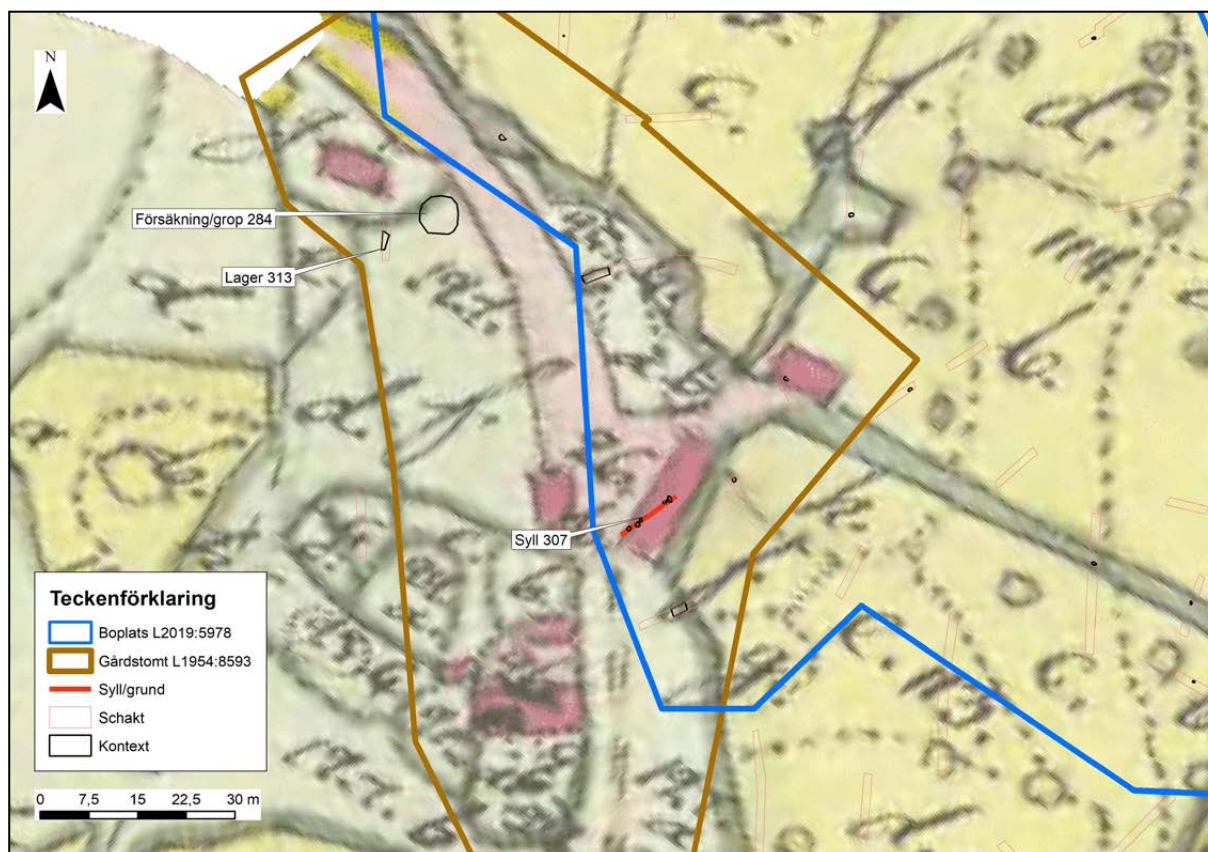 N
Försäkning/grop 284
Lager 313
Syll 307
Teckenförklaring
Boplats L2019:5978
Gårdstomt L1954:8593
Syll/grund
Schakt
Kontext
0 7,5 15 22,5 30 m